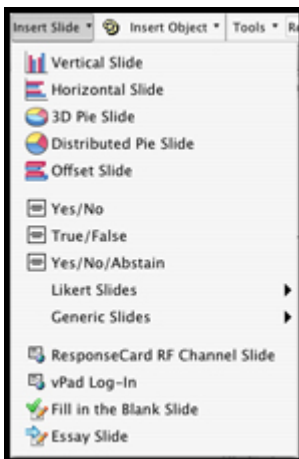 Insert Slide Insert Object Tools
Vertical Slide
Horizontal Slide
3D Pie Slide
Distributed Pie Slide
Offset Slide
Yes/No
True/False
Yes/No/Abstain
Likert Slides
Generic Slides
ResponseCard RF Channel Slide
vPad Log-In
Fill in the Blank Slide
Essay Slide